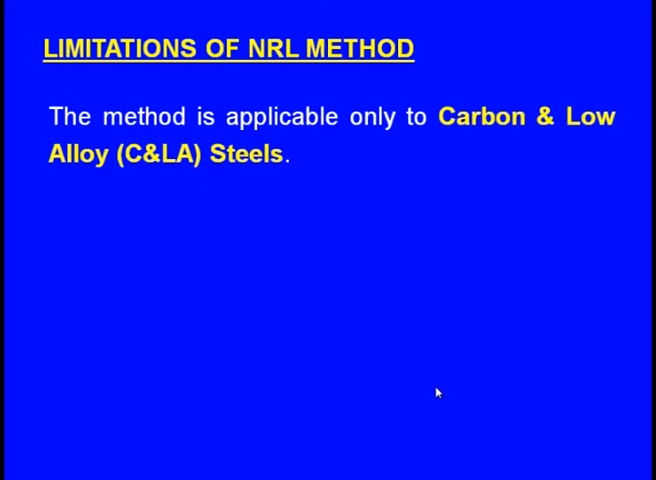 LIMITATIONS OF NRL METHOD
The method is applicable only to Carbon & Low
Alloy (C&LA) Steels.